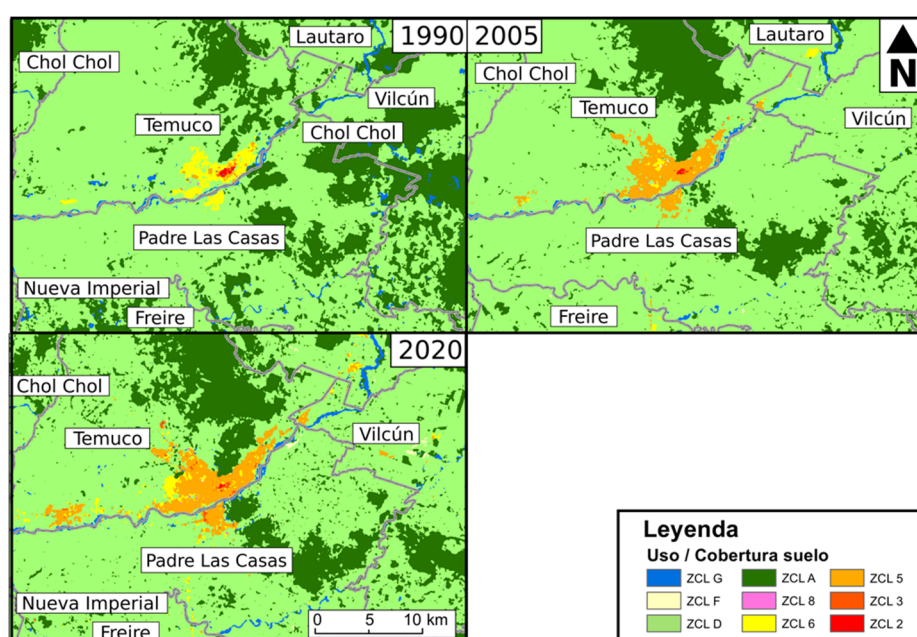 Lautaro
1990
Chol Chol
Vilcún
Temuco
Chol Chol
Padre Las Casas
Nueva Imperial
Freire
2005
Lautaro
N
Chol Chol
Temuco
Vilcún
Padre Las Casas
Freire
2020
Chol Chol
Temuco
Vilcún
Padre Las Casas
Nueva Imperial
Freire
0 5 10 km
Leyenda
Uso / Cobertura suelo
ZCL G ZCL A ZCL 5
ZCL F ZCL 8 ZCL 3
ZCL D ZCL 6 ZCL 2